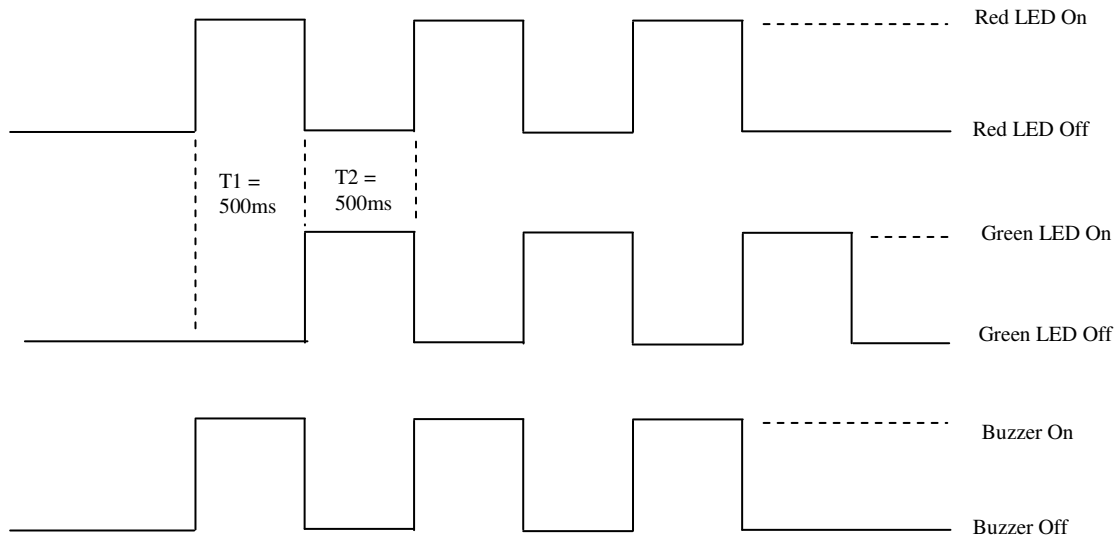 Red LED On
Red LED Off
T1 =
500ms
T2 =
500ms
Green LED On
Green LED Off
Buzzer On
Buzzer Off